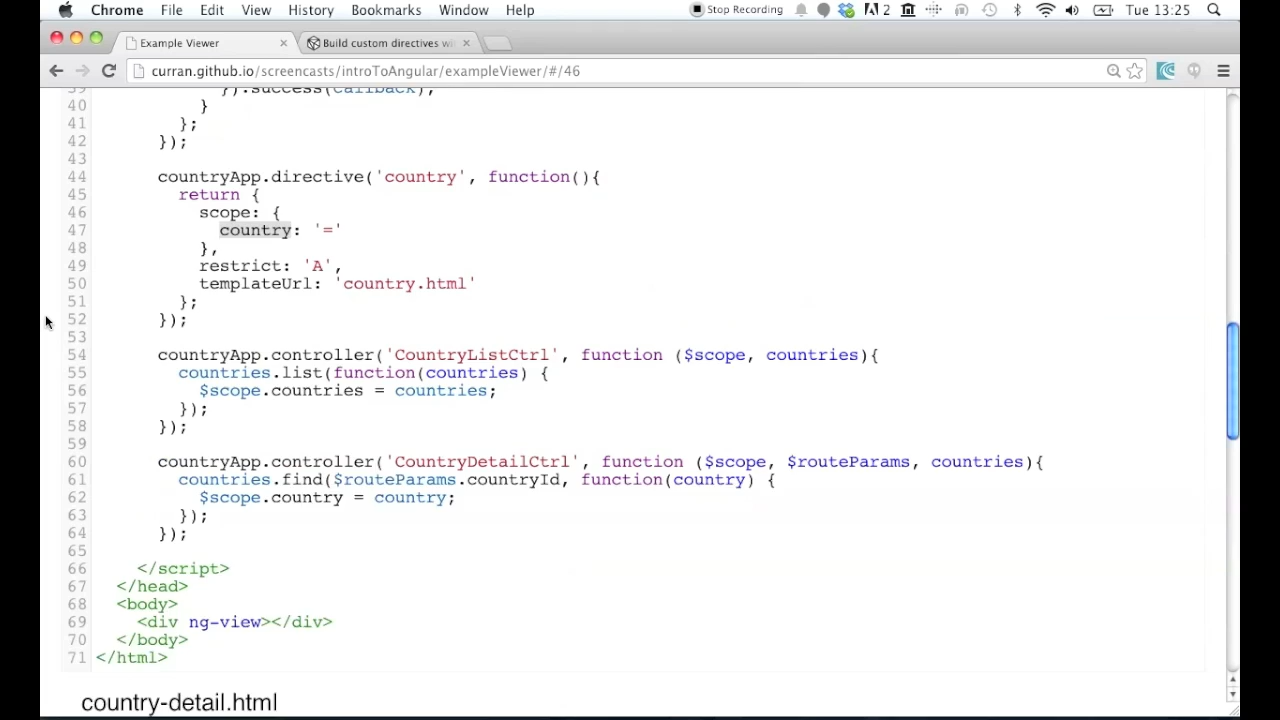 Chrome File Edit View History Bookmarks Window Help Stop Recording 2 Tue 13:25
Example Viewer Build custom directives wi
curran.github.io/screencasts/introToAngular/exampleViewer/#/46
39 }).success(callback);
40 }
41 };
42 });
43
44 countryApp.directive('country', function(){
45 return {
46 scope: {
47 country: '='
48 },
49 restrict: 'A',
50 templateUrl: 'country.html'
51 };
52 });
53
54 countryApp.controller('CountryListCtrl', function ($scope, countries){
55 countries.list(function(countries) {
56 $scope.countries = countries;
57 });
58 });
59
60 countryApp.controller('CountryDetailCtrl', function ($scope, $routeParams, countries){
61 countries.find($routeParams.countryId, function(country) {
62 $scope.country = country;
63 });
64 });
65
66 </script>
67 </head>
68 <body>
69 <div ng-view></div>
70 </body>
71 </html>
country-detail.html